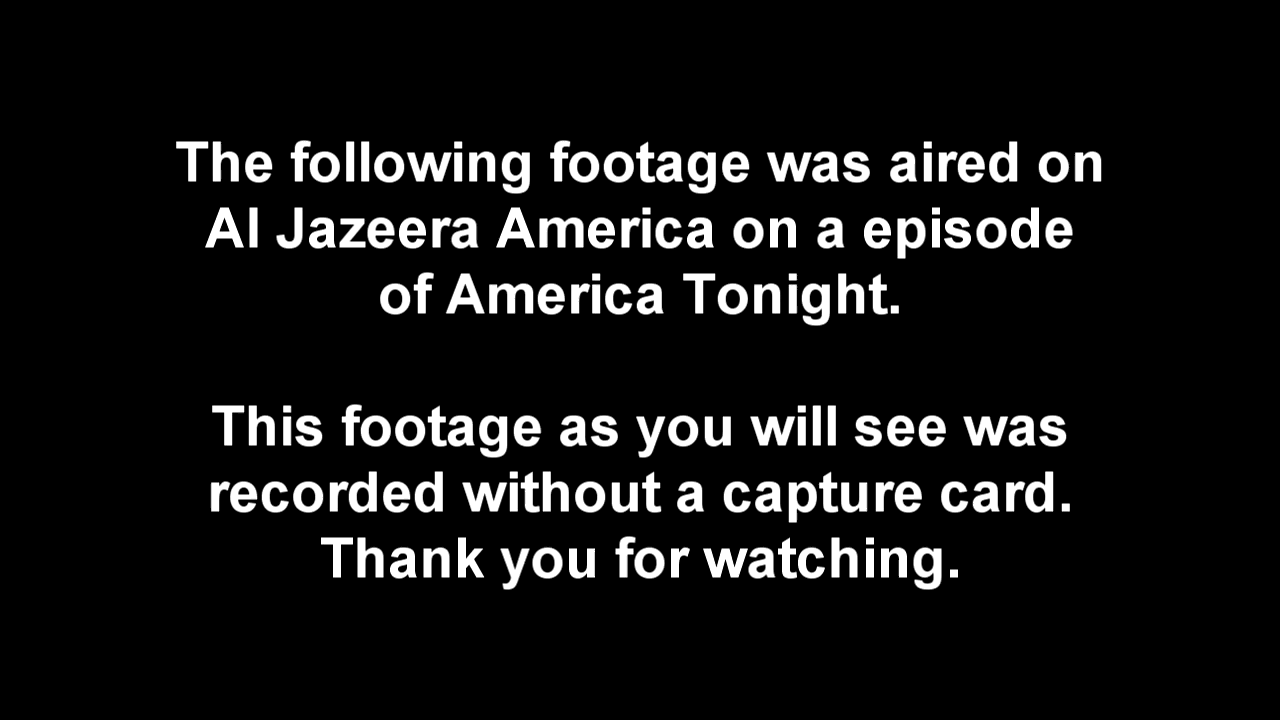 The following footage was aired on
Al Jazeera America on a episode
of America Tonight.
This footage as you will see was
recorded without a capture card.
Thank you for watching.